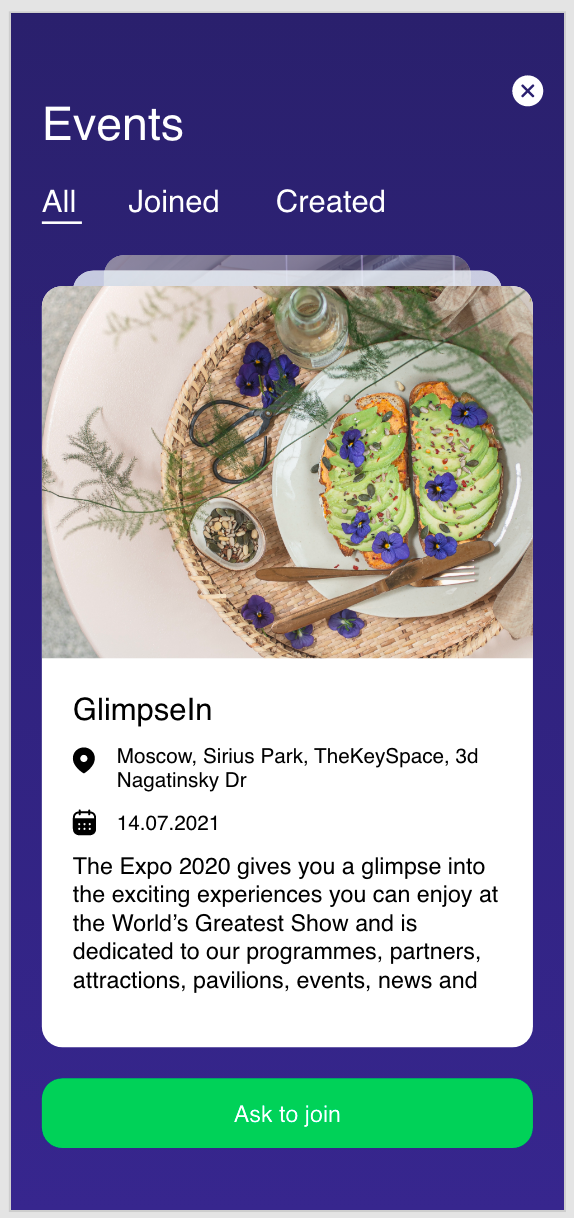 Events
All Joined Created
GlimpseIn
Moscow, Sirius Park, TheKeySpace, 3d
Nagatinsky Dr
14.07.2021
The Expo 2020 gives you a glimpse into
the exciting experiences you can enjoy at
the World’s Greatest Show and is
dedicated to our programmes, partners,
attractions, pavilions, events, news and
Ask to join